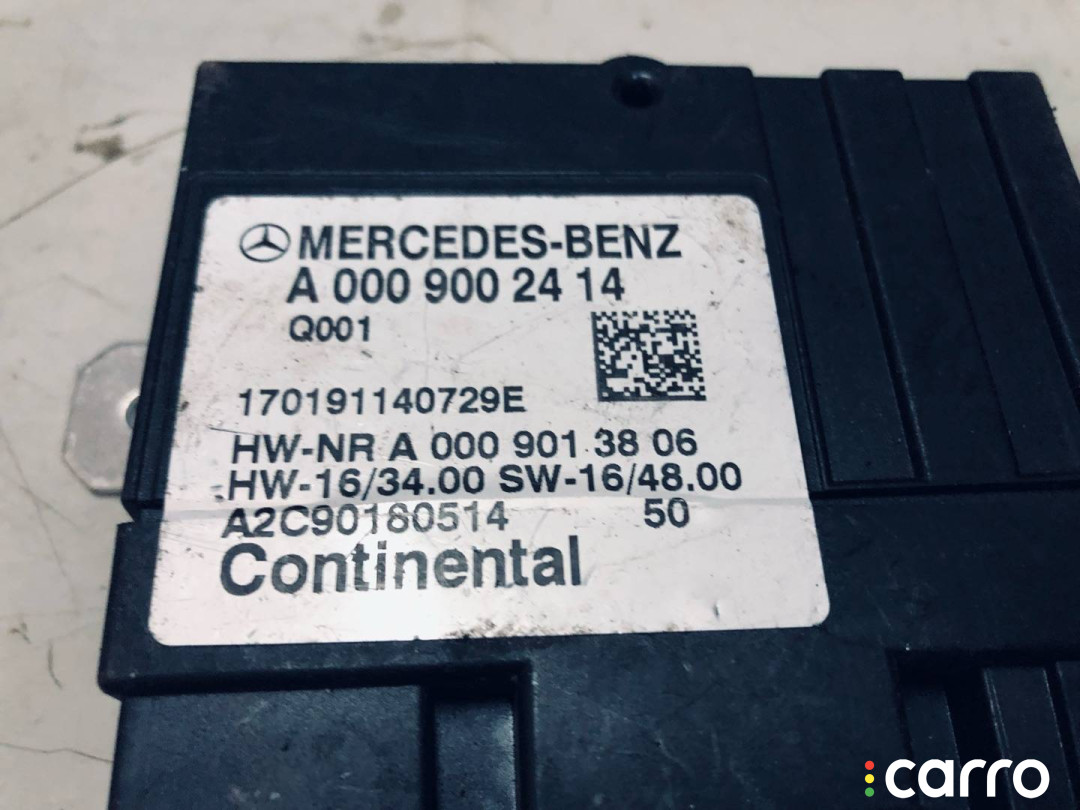 MERCEDES-BENZ
A 000 900 24 14
Q001
170191140729E
HW-NR A 000 901 38 06
HW-16/34.00 SW-16/48.00
A2C90180514 50
Continental
carro